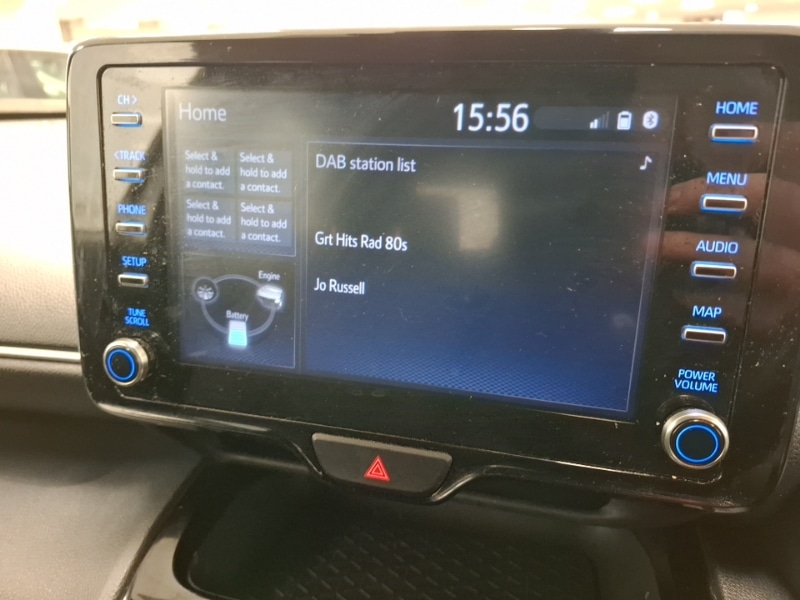 CH>
<TRACK
PHONE
SETUP
TUNE
SCROLL
Home
15:56
Select &
hold to add
a contact.
Select &
hold to add
a contact.
Select &
hold to add
a contact.
Select &
hold to add
a contact.
Engine
Battery
DAB station list
Grt Hits Rad 80s
Jo Russell
HOME
MENU
AUDIO
MAP
POWER
VOLUME